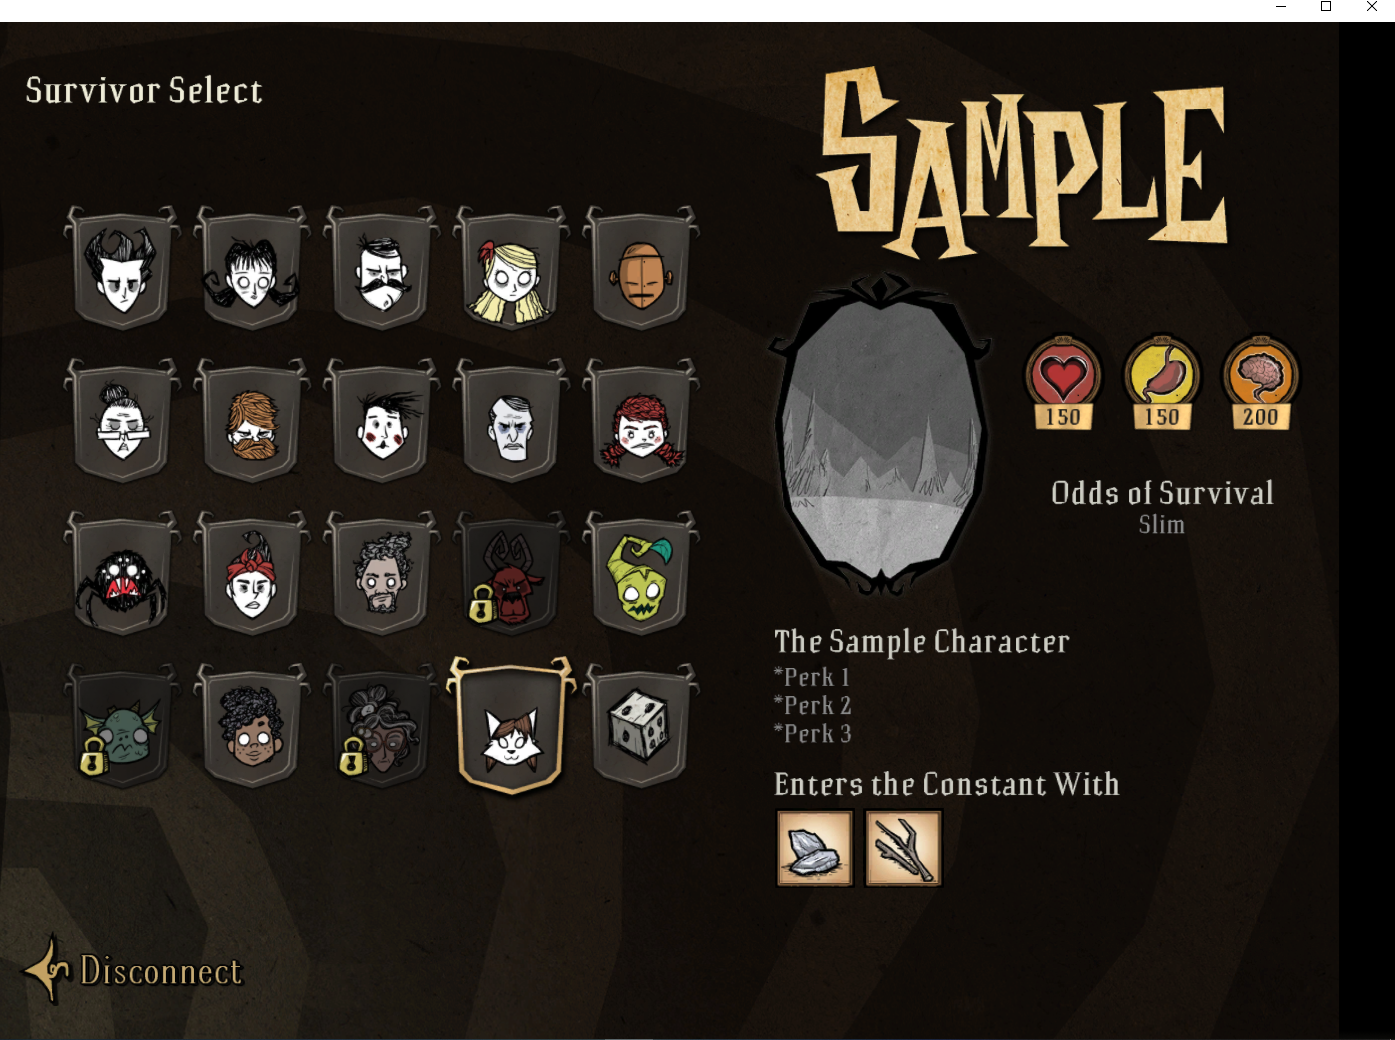 Survivor Select
SAMPLE
150
150
200
Odds of Survival
Slim
The Sample Character
*Perk 1
*Perk 2
*Perk 3
Enters the Constant With
Disconnect